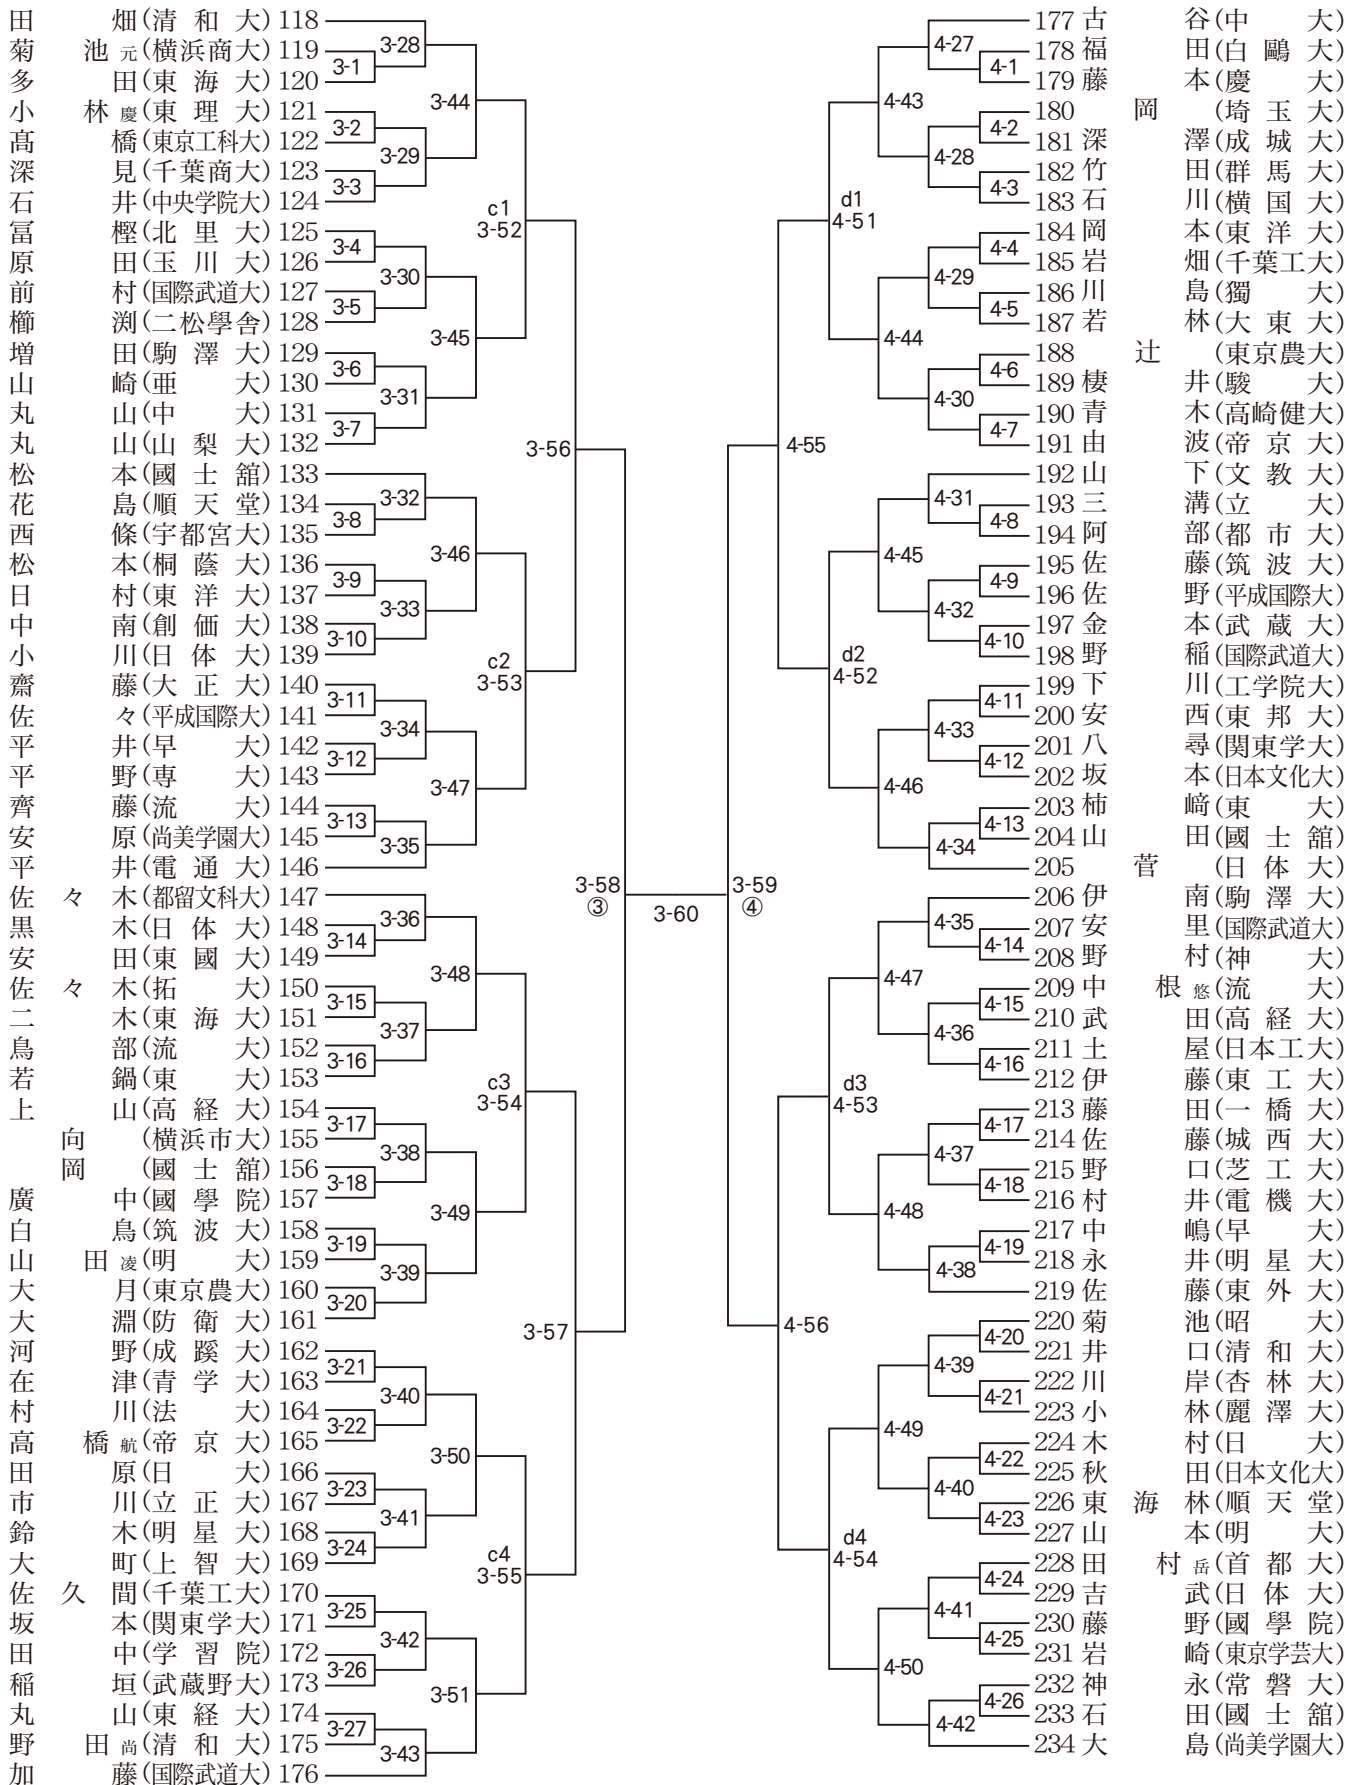 田畑(清和大) 118
菊池元(横浜商大) 119
多田(東海大) 120
小林慶(東理大) 121
髙橋(東京工科大) 122
深見(千葉商大) 123
石井(中央学院大) 124
冨樫(北里大) 125
原田(玉川大) 126
前村(国際武道大) 127
櫛渕(二松學舎) 128
増田(駒澤大) 129
山崎(亜大) 130
丸山(中大) 131
丸山(山梨大) 132
松本(國士舘) 133
花島(順天堂) 134
西條(宇都宮大) 135
松本(桐蔭大) 136
日村(東洋大) 137
中南(創価大) 138
小川(日体大) 139
齋藤(大正大) 140
佐々(平成国際大) 141
平井(早大) 142
平野(専大) 143
齊藤(流大) 144
安原(尚美学園大) 145
平井(電通大) 146
佐々木(都留文科大) 147
黒木(日体大) 148
安田(東國大) 149
佐々木(拓大) 150
二木(東海大) 151
鳥部(流大) 152
若鍋(東大) 153
上山(高経大) 154
向(横浜市大) 155
岡(國士舘) 156
廣中(國學院) 157
白鳥(筑波大) 158
山田凌(明大) 159
大月(東京農大) 160
大淵(防衛大) 161
河野(成蹊大) 162
在津(青学大) 163
村川(法大) 164
高橋航(帝京大) 165
田原(日大) 166
市川(立正大) 167
鈴木(明星大) 168
大町(上智大) 169
佐久間(千葉工大) 170
坂本(関東学大) 171
田中(学習院) 172
稲垣(武蔵野大) 173
丸山(東経大) 174
野田尚(清和大) 175
加藤(国際武道大) 176
3-1
3-2
3-3
3-4
3-5
3-6
3-7
3-8
3-9
3-10
3-11
3-12
3-13
3-14
3-15
3-16
3-17
3-18
3-19
3-20
3-21
3-22
3-23
3-24
3-25
3-26
3-27
3-28
3-29
3-30
3-31
3-32
3-33
3-34
3-35
3-36
3-37
3-38
3-39
3-40
3-41
3-42
3-43
3-44
3-45
3-46
3-47
3-48
3-49
3-50
3-51
c1
3-52
c2
3-53
c3
3-54
c4
3-55
3-56
3-57
3-58
③
3-60
3-59
④
4-55
4-56
d1
4-51
d2
4-52
d3
4-53
d4
4-54
4-43
4-44
4-45
4-46
4-47
4-48
4-49
4-50
4-27
4-28
4-29
4-30
4-31
4-32
4-33
4-34
4-35
4-36
4-37
4-38
4-39
4-40
4-41
4-42
4-1
4-2
4-3
4-4
4-5
4-6
4-7
4-8
4-9
4-10
4-11
4-12
4-13
4-14
4-15
4-16
4-17
4-18
4-19
4-20
4-21
4-22
4-23
4-24
4-25
4-26
177 古谷(中大)
178 福田(白鷗大)
179 藤本(慶大)
180 岡(埼玉大)
181 深澤(成城大)
182 竹田(群馬大)
183 石川(横国大)
184 岡本(東洋大)
185 岩畑(千葉工大)
186 川島(獨大)
187 若林(大東大)
188 辻(東京農大)
189 棲井(駿大)
190 青木(高崎健大)
191 由波(帝京大)
192 山下(文教大)
193 三溝(立大)
194 阿部(都市大)
195 佐藤(筑波大)
196 佐野(平成国際大)
197 金本(武蔵大)
198 野稲(国際武道大)
199 下川(工学院大)
200 安西(東邦大)
201 八尋(関東学大)
202 坂本(日本文化大)
203 柿﨑(東大)
204 山田(國士舘)
205 菅(日体大)
206 伊南(駒澤大)
207 安里(国際武道大)
208 野村(神大)
209 中根悠(流大)
210 武田(高経大)
211 土屋(日本工大)
212 伊藤(東工大)
213 藤田(一橋大)
214 佐藤(城西大)
215 野口(芝工大)
216 村井(電機大)
217 中嶋(早大)
218 永井(明星大)
219 佐藤(東外大)
220 菊池(昭大)
221 井口(清和大)
222 川岸(杏林大)
223 小林(麗澤大)
224 木村(日大)
225 秋田(日本文化大)
226 東海林(順天堂)
227 山本(明大)
228 田村岳(首都大)
229 吉武(日体大)
230 藤野(國學院)
231 岩崎(東京学芸大)
232 神永(常磐大)
233 石田(國士舘)
234 大島(尚美学園大)